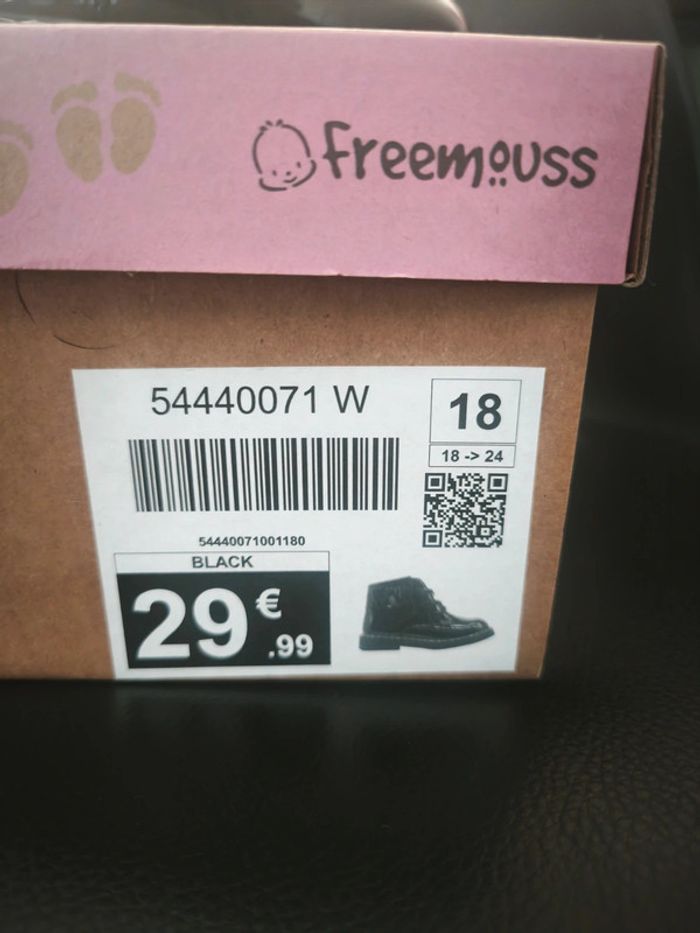 freemouss
54440071 W
18
18 -> 24
54440071001180
BLACK
29 €
.99